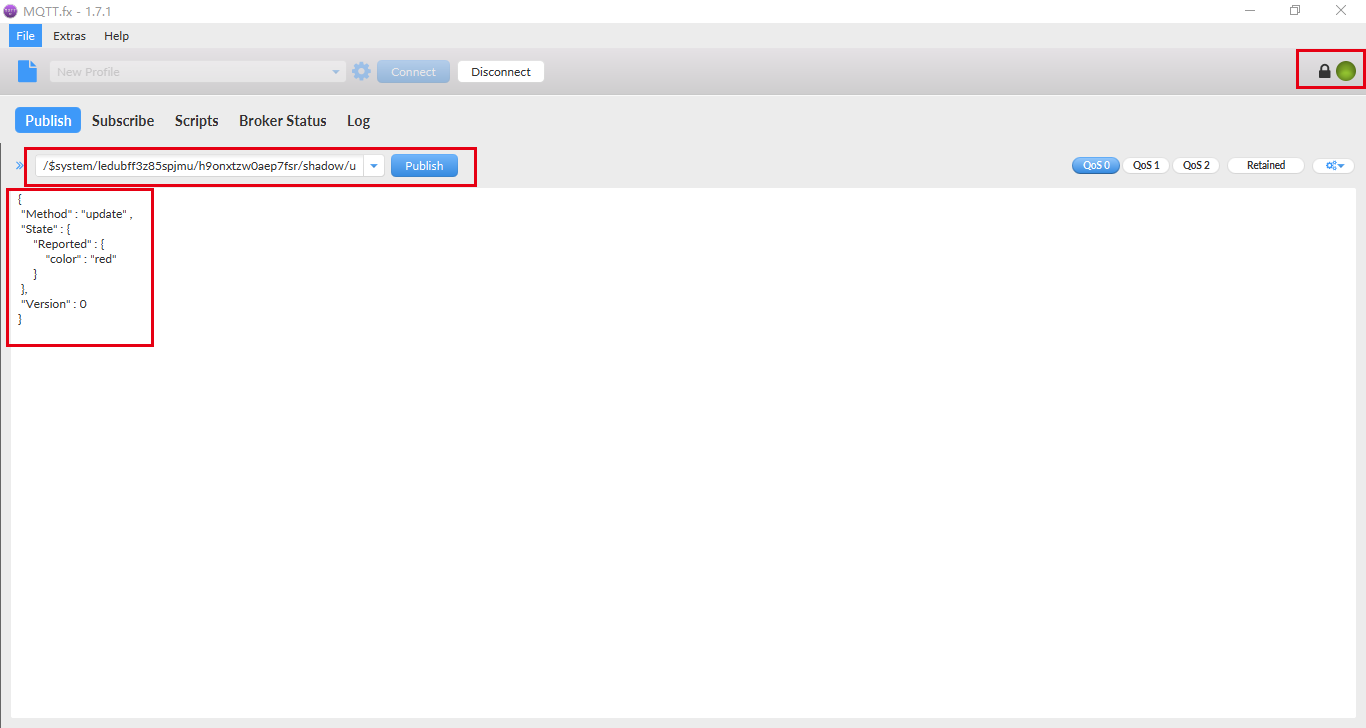 MQTT.fx - 1.7.1
File Extras Help
New Profile Connect Disconnect
Publish Subscribe Scripts Broker Status Log
/$system/ledubff3z85spjmu/h9onxtzw0aep7fsr/shadow/u Publish QoS 0 QoS 1 QoS 2 Retained
{
"Method" : "update" ,
"State" : {
"Reported" : {
"color" : "red"
}
},
"Version" : 0
}